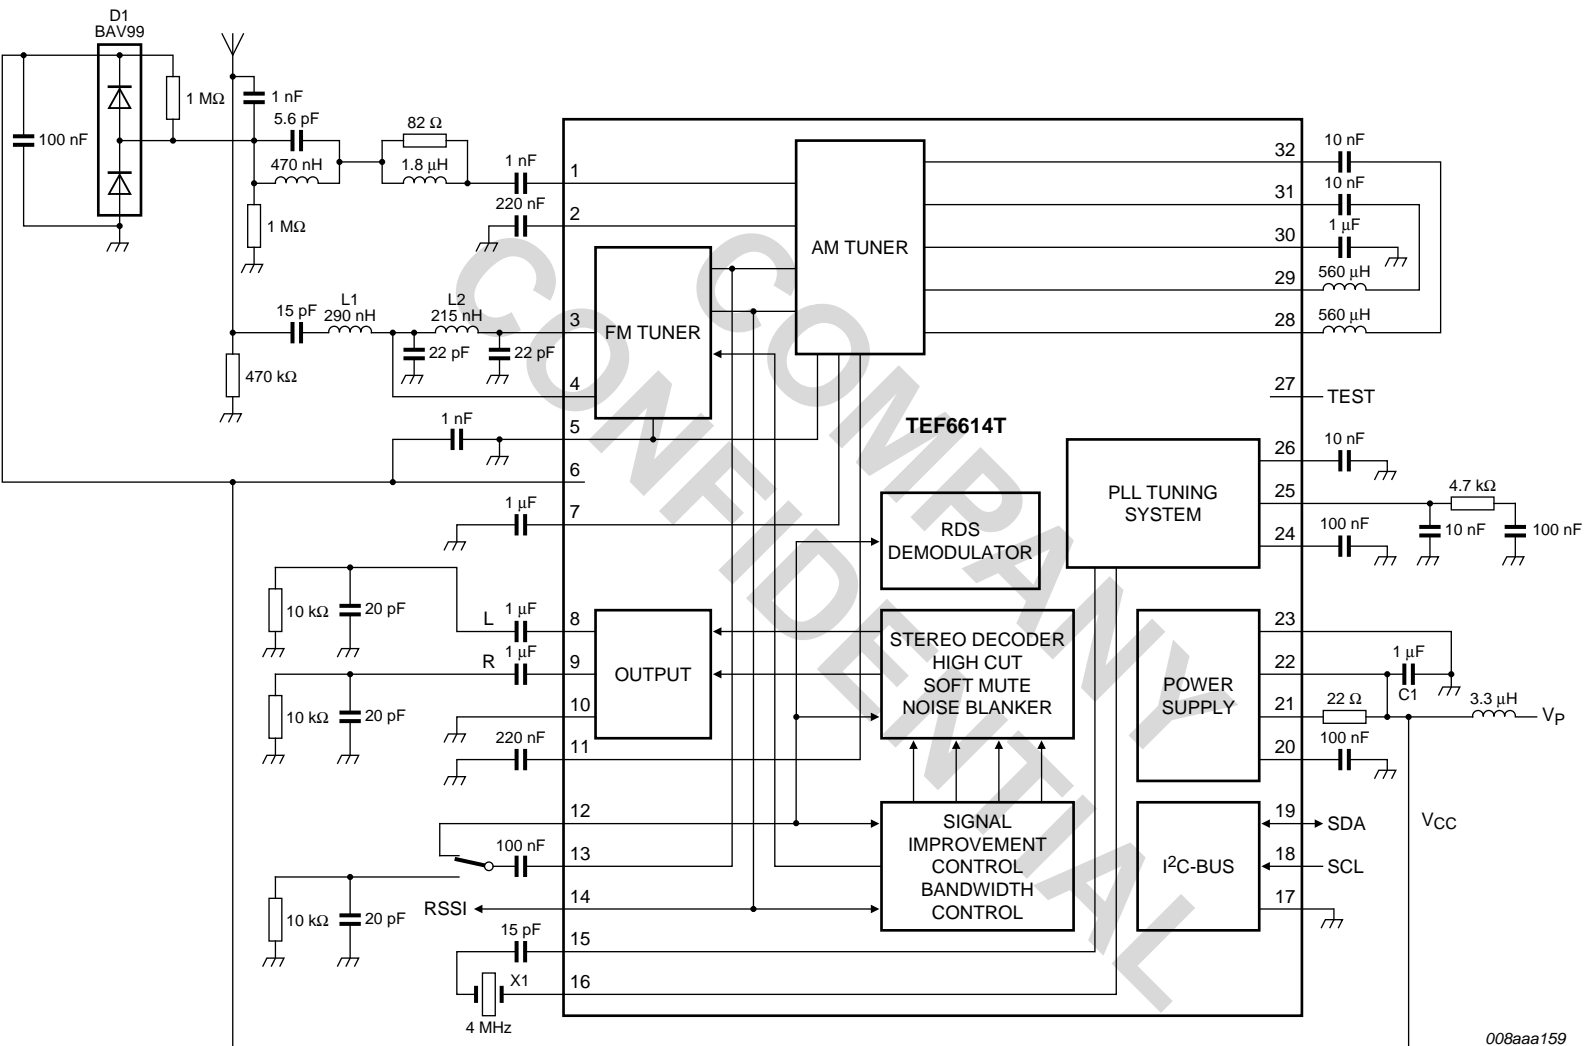 D1
BAV99
100 nF
1 MΩ
1 nF
5.6 pF
470 nH
82 Ω
1.8 μH
1 nF
220 nF
1 MΩ
15 pF
L1
290 nH
L2
215 nH
22 pF
22 pF
470 kΩ
1 nF
1 μF
10 kΩ
20 pF
L
1 μF
R
1 μF
10 kΩ
20 pF
220 nF
100 nF
10 kΩ
20 pF
RSSI
15 pF
X1
4 MHz
1
2
3
4
5
6
7
8
9
10
11
12
13
14
15
16
FM TUNER
AM TUNER
TEF6614T
RDS
DEMODULATOR
PLL TUNING
SYSTEM
OUTPUT
STEREO DECODER
HIGH CUT
SOFT MUTE
NOISE BLANKER
POWER
SUPPLY
SIGNAL
IMPROVEMENT
CONTROL
BANDWIDTH
CONTROL
I²C-BUS
32
31
30
29
28
27
26
25
24
23
22
21
20
19
18
17
10 nF
10 nF
1 μF
560 μH
560 μH
TEST
10 nF
4.7 kΩ
10 nF
100 nF
100 nF
1 μF
C1
22 Ω
3.3 μH
VP
100 nF
SDA
VCC
SCL
008aaa159
COMPANY
CONFIDENTIAL